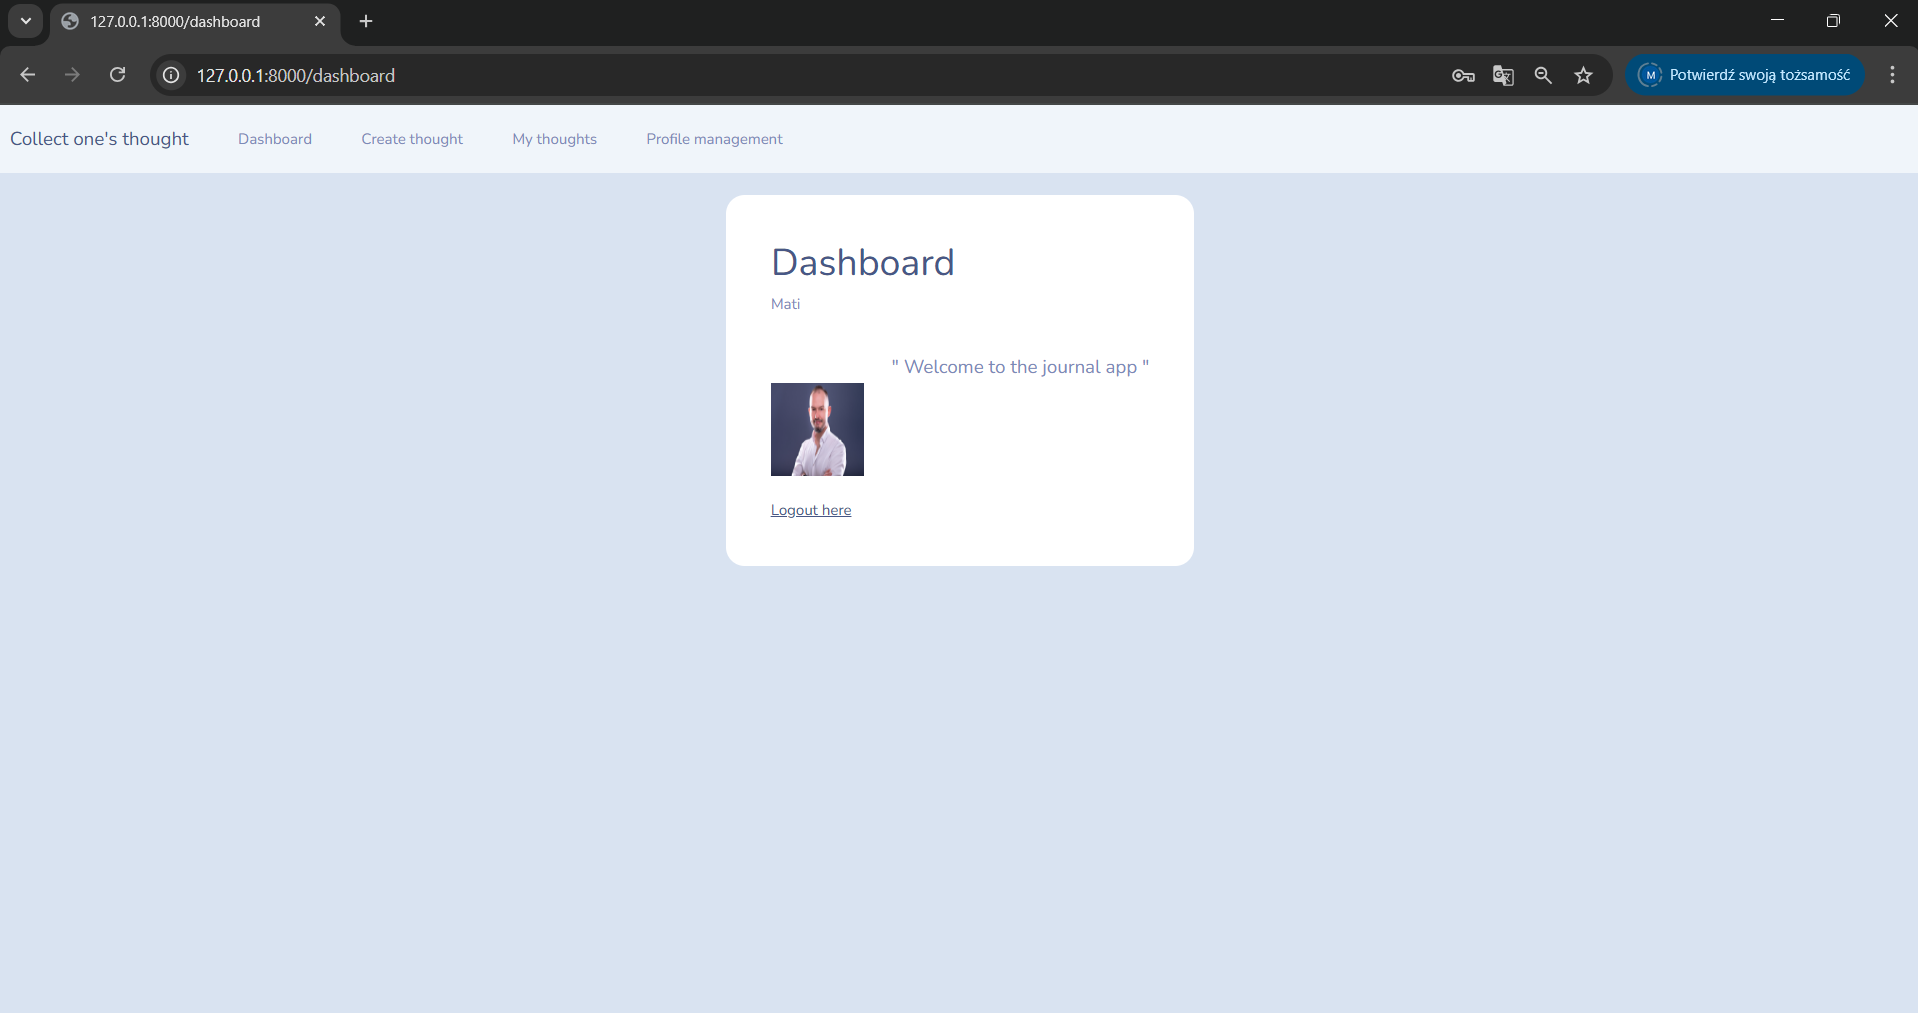 127.0.0.1:8000/dashboard
127.0.0.1:8000/dashboard
M Potwierdź swoją tożsamość
Collect one's thought Dashboard Create thought My thoughts Profile management
Dashboard
Mati
" Welcome to the journal app "
Logout here